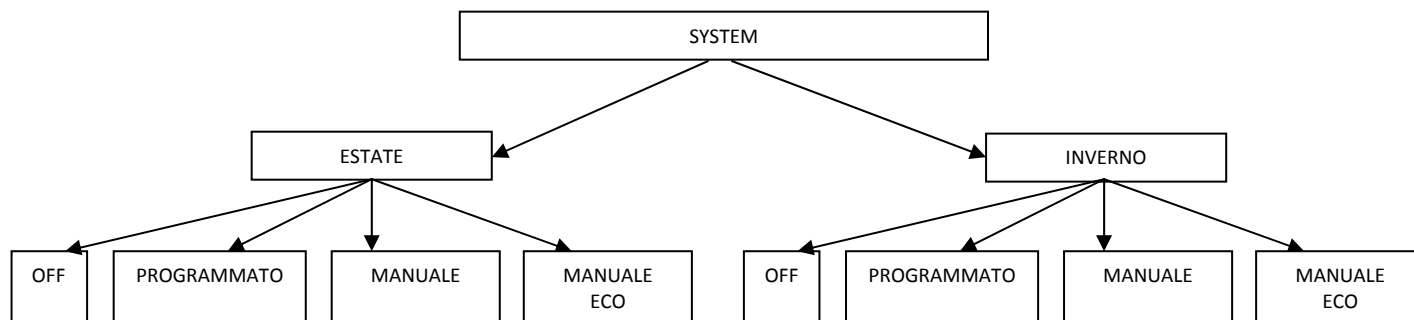 SYSTEM
ESTATE
INVERNO
OFF
PROGRAMMATO
MANUALE
MANUALE
ECO
OFF
PROGRAMMATO
MANUALE
MANUALE
ECO